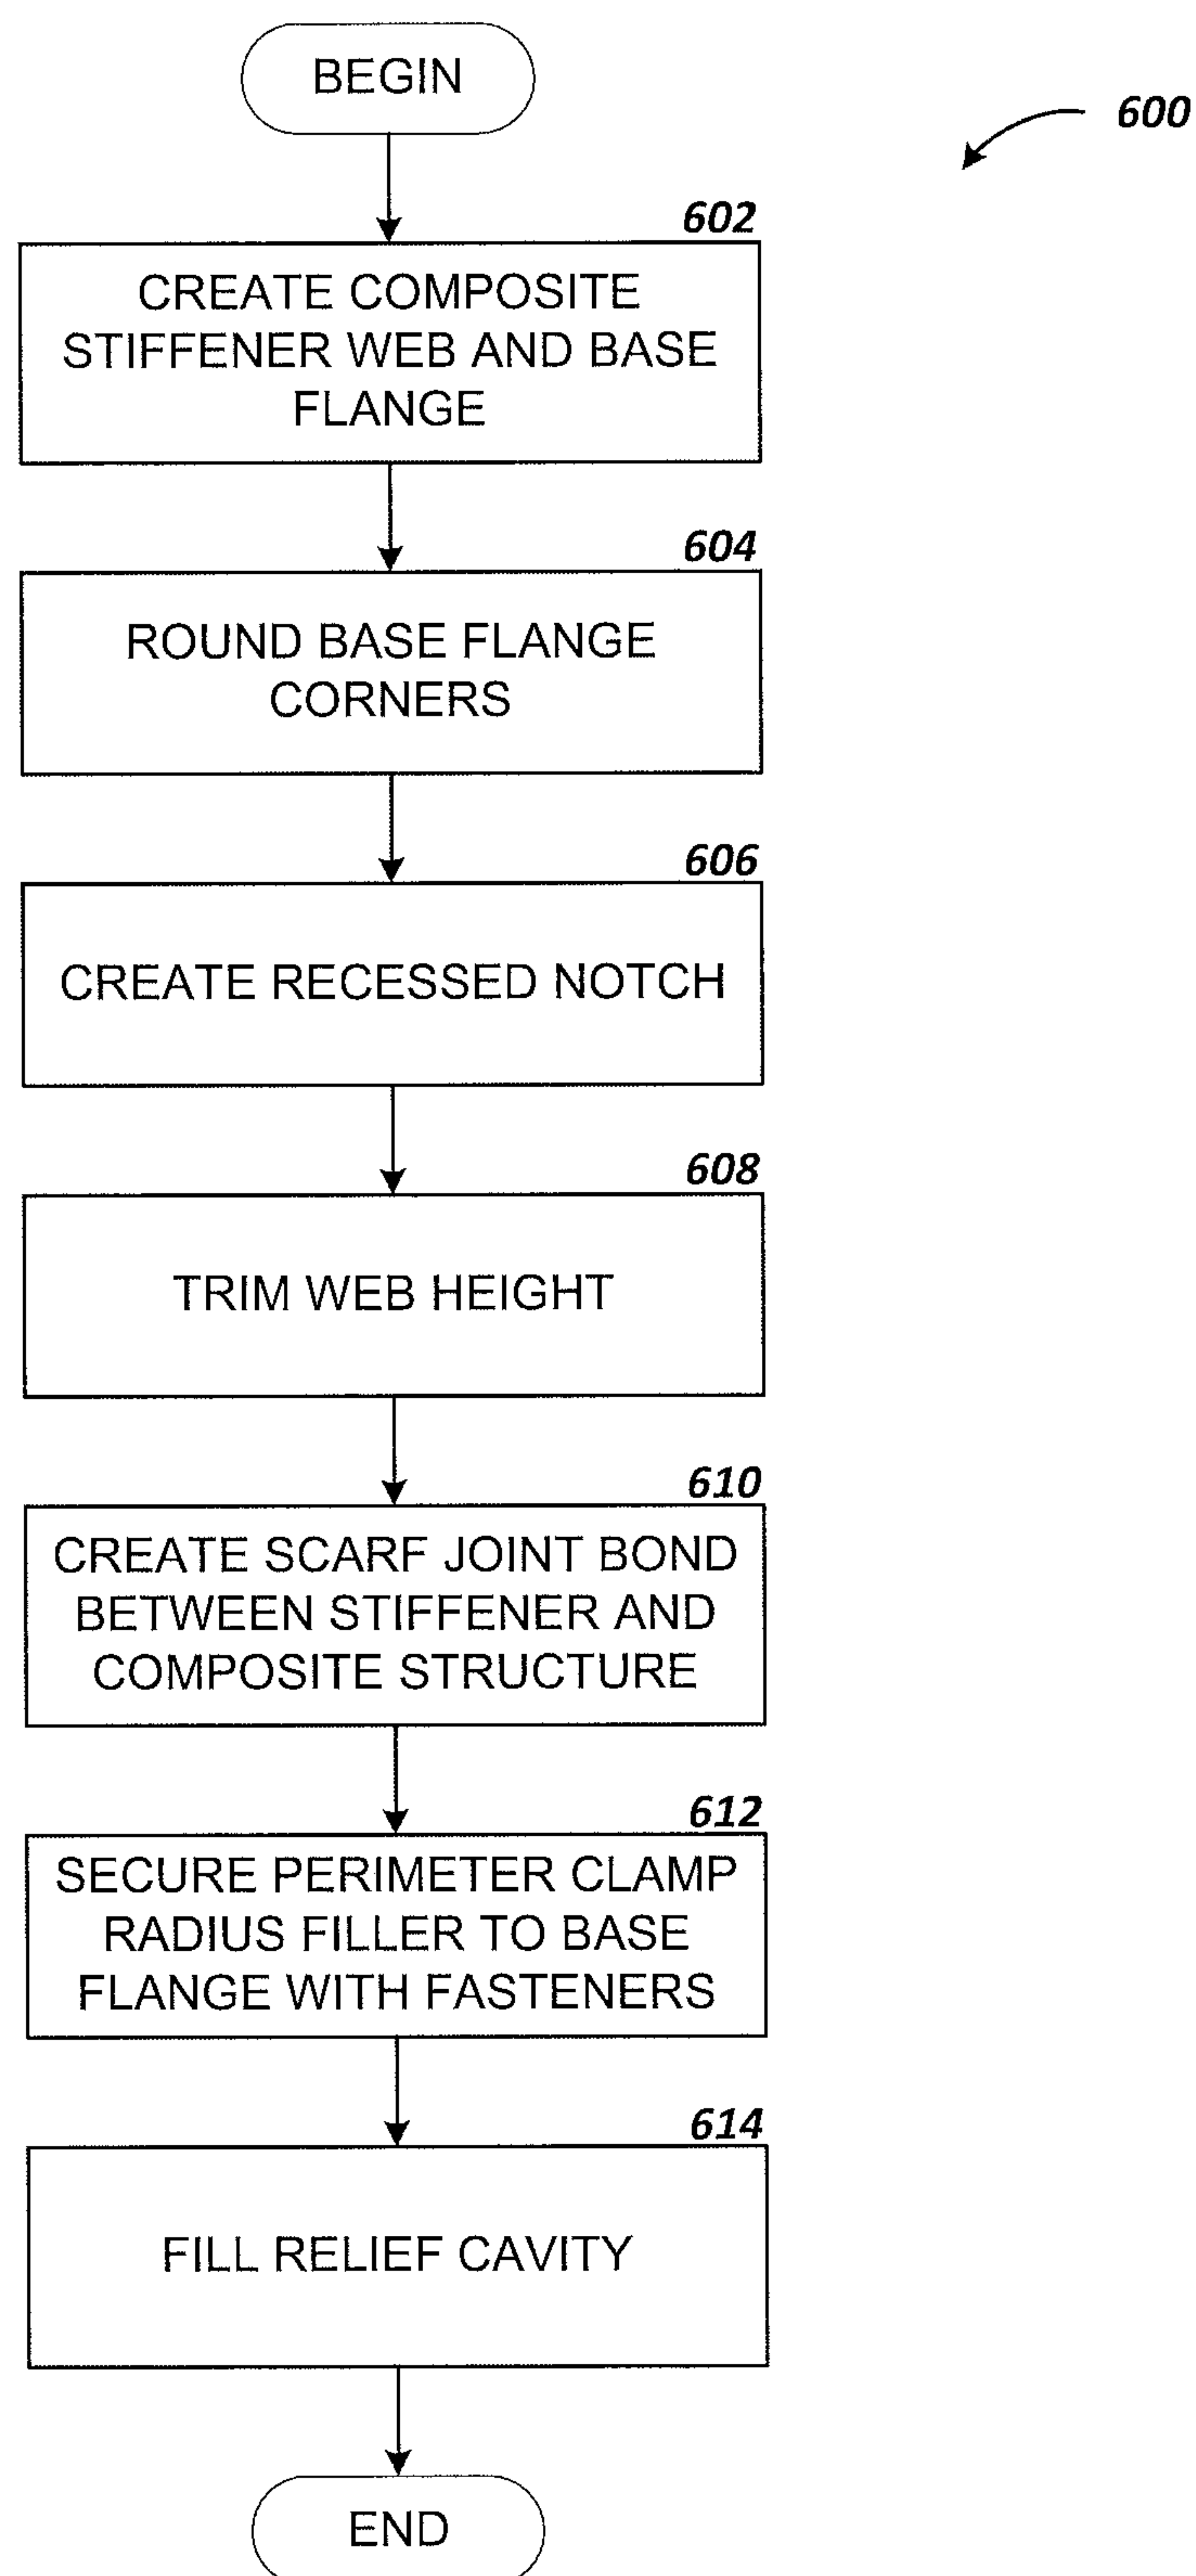 BEGIN
600
602
CREATE COMPOSITE
STIFFENER WEB AND BASE
FLANGE
604
ROUND BASE FLANGE
CORNERS
606
CREATE RECESSED NOTCH
608
TRIM WEB HEIGHT
610
CREATE SCARF JOINT BOND
BETWEEN STIFFENER AND
COMPOSITE STRUCTURE
612
SECURE PERIMETER CLAMP
RADIUS FILLER TO BASE
FLANGE WITH FASTENERS
614
FILL RELIEF CAVITY
END